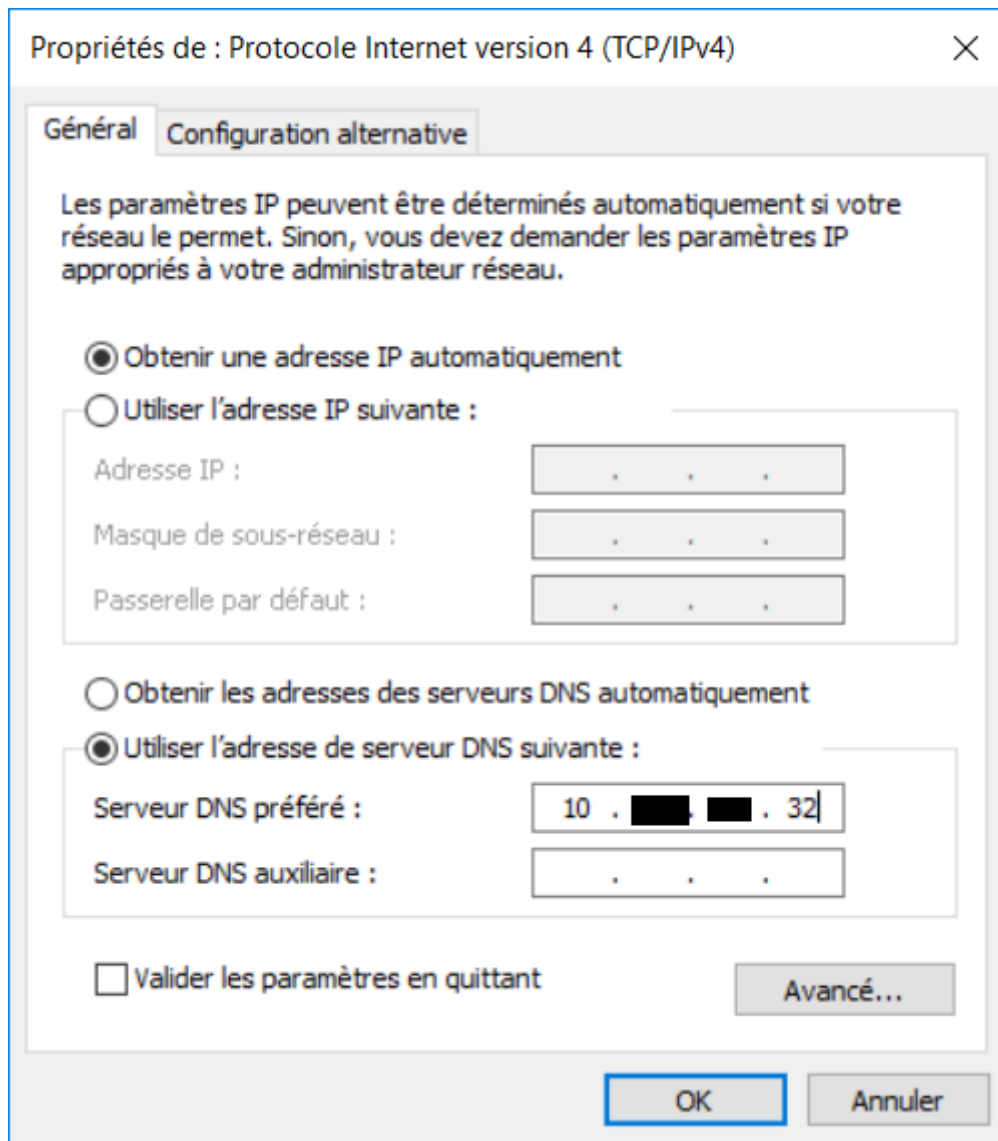 Propriétés de : Protocole Internet version 4 (TCP/IPv4)
Général
Configuration alternative
Les paramètres IP peuvent être déterminés automatiquement si votre
réseau le permet. Sinon, vous devez demander les paramètres IP
appropriés à votre administrateur réseau.
Obtenir une adresse IP automatiquement
Utiliser l'adresse IP suivante :
Adresse IP :
Masque de sous-réseau :
Passerelle par défaut :
Obtenir les adresses des serveurs DNS automatiquement
Utiliser l'adresse de serveur DNS suivante :
Serveur DNS préféré : 10 . . . 32
Serveur DNS auxiliaire :
Valider les paramètres en quittant
Avancé...
OK Annuler